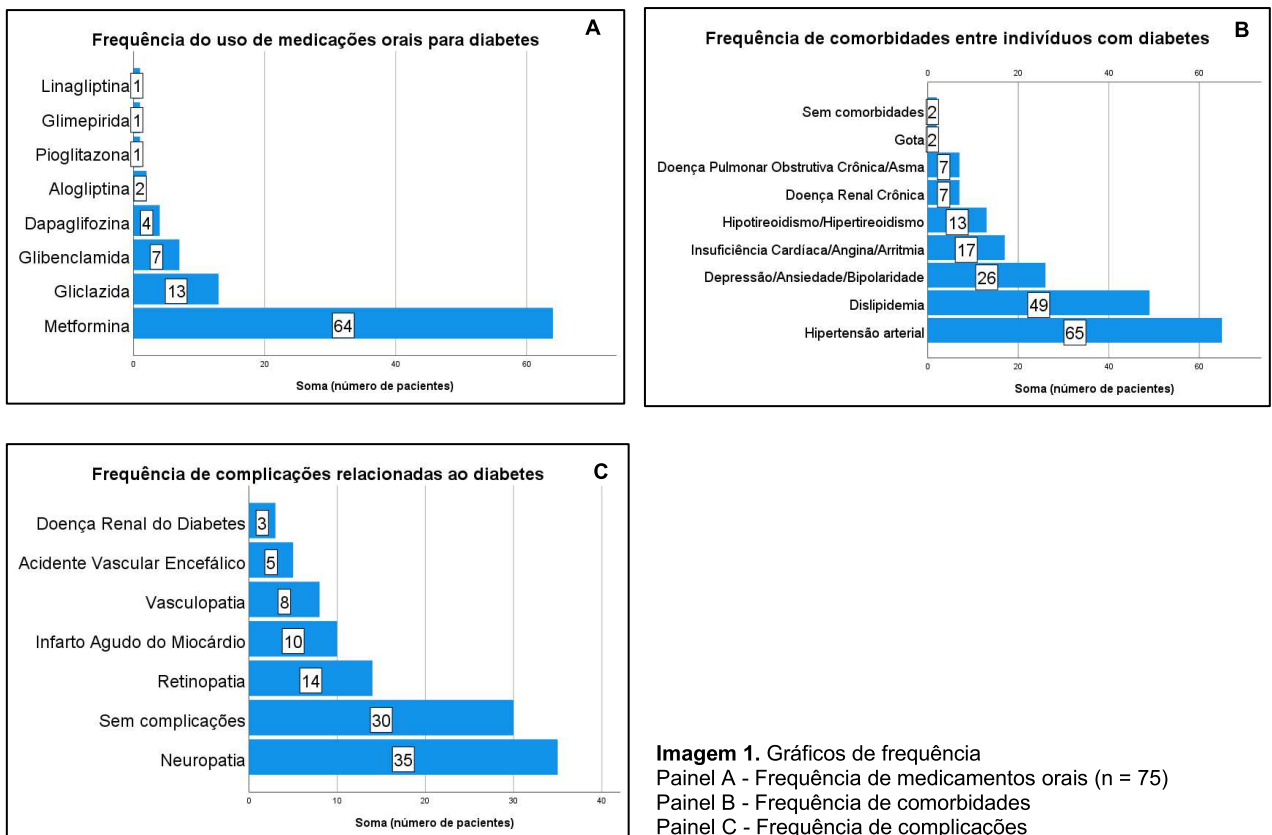 Frequência do uso de medicações orais para diabetes
A
Linagliptina 1
Glimepirida 1
Pioglitazona 1
Alogliptina 2
Dapaglifozina 4
Glibenclamida 7
Gliclazida 13
Metformina 64
0 20 40 60
Soma (número de pacientes)
Frequência de comorbidades entre indivíduos com diabetes
B
0 20 40 60
Sem comorbidades 2
Gota 2
Doença Pulmonar Obstrutiva Crônica/Asma 7
Doença Renal Crônica 7
Hipotireoidismo/Hipertireoidismo 13
Insuficiência Cardíaca/Angina/Arritmia 17
Depressão/Ansiedade/Bipolaridade 26
Dislipidemia 49
Hipertensão arterial 65
0 20 40 60
Soma (número de pacientes)
Frequência de complicações relacionadas ao diabetes
C
Doença Renal do Diabetes 3
Acidente Vascular Encefálico 5
Vasculopatia 8
Infarto Agudo do Miocárdio 10
Retinopatia 14
Sem complicações 30
Neuropatia 35
0 10 20 30 40
Soma (número de pacientes)
Imagem 1. Gráficos de frequência
Painel A - Frequência de medicamentos orais (n = 75)
Painel B - Frequência de comorbidades
Painel C - Frequência de complicações